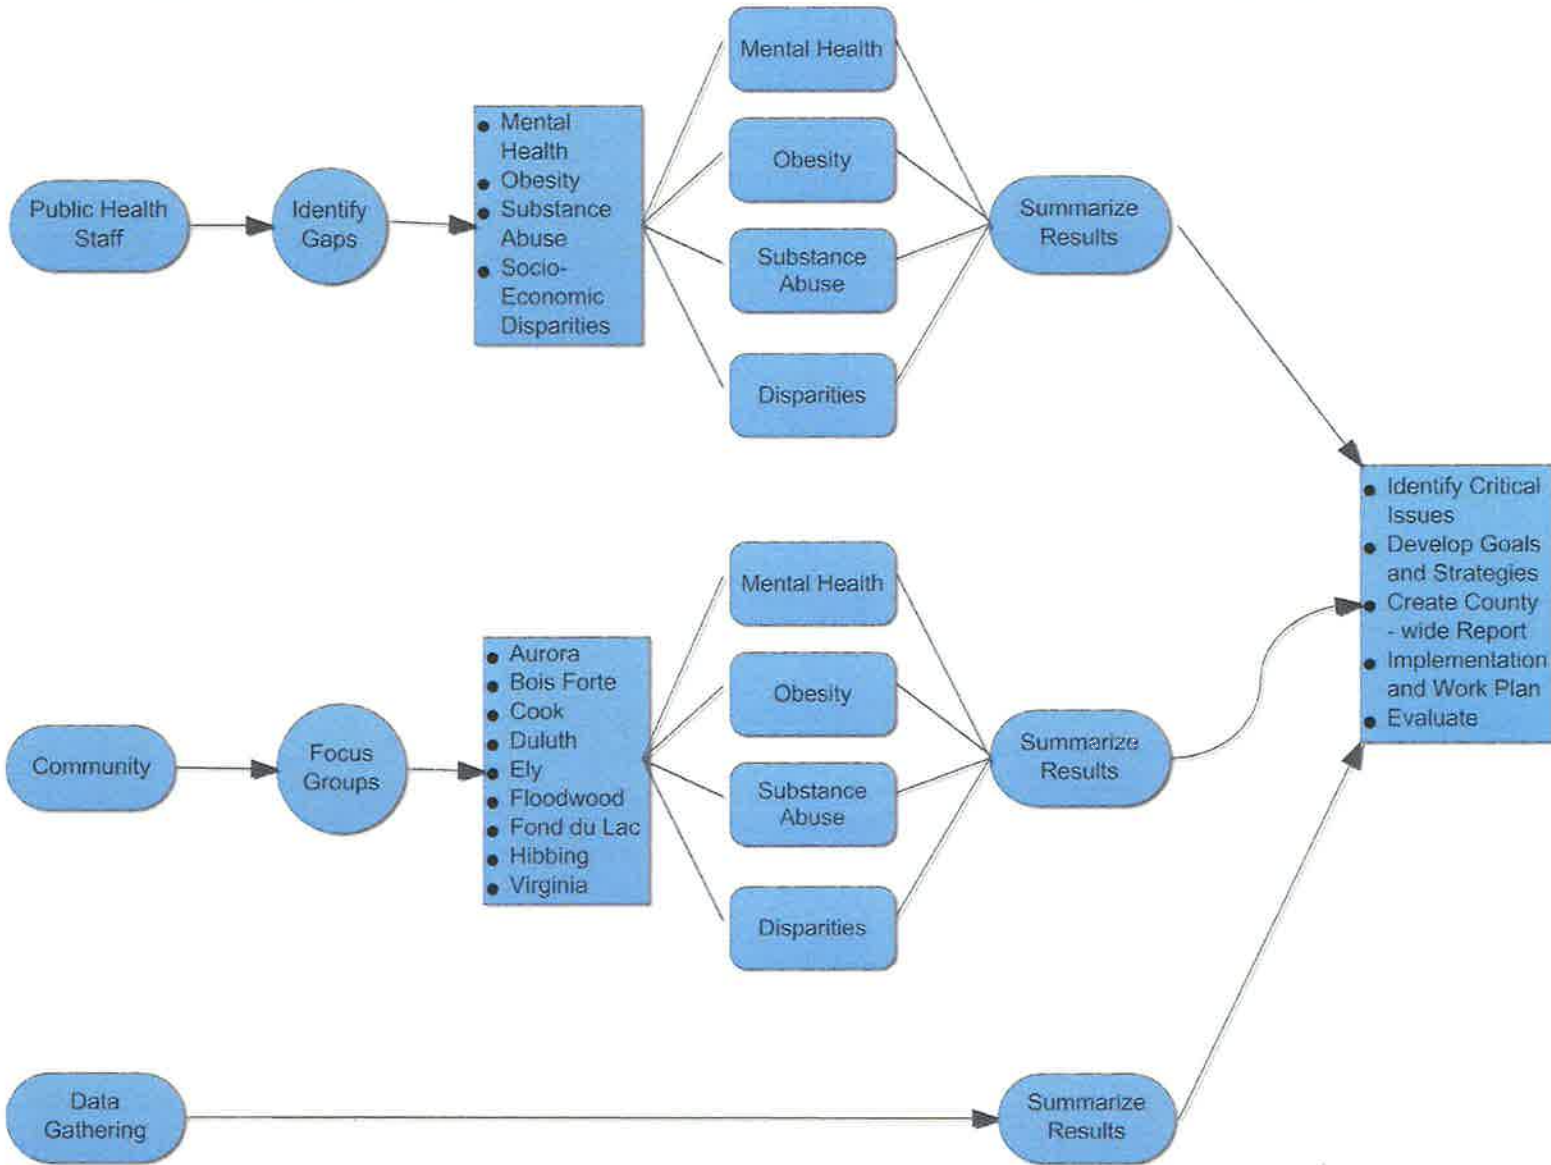 Public Health
Staff
Identify
Gaps
● Mental
Health
● Obesity
● Substance
Abuse
● Socio-
Economic
Disparities
Mental Health
Obesity
Substance
Abuse
Disparities
Summarize
Results
Community
Focus
Groups
● Aurora
● Bois Forte
● Cook
● Duluth
● Ely
● Floodwood
● Fond du Lac
● Hibbing
● Virginia
Mental Health
Obesity
Substance
Abuse
Disparities
Summarize
Results
Data
Gathering
Summarize
Results
● Identify Critical
Issues
● Develop Goals
and Strategies
● Create County
- wide Report
● Implementation
and Work Plan
● Evaluate